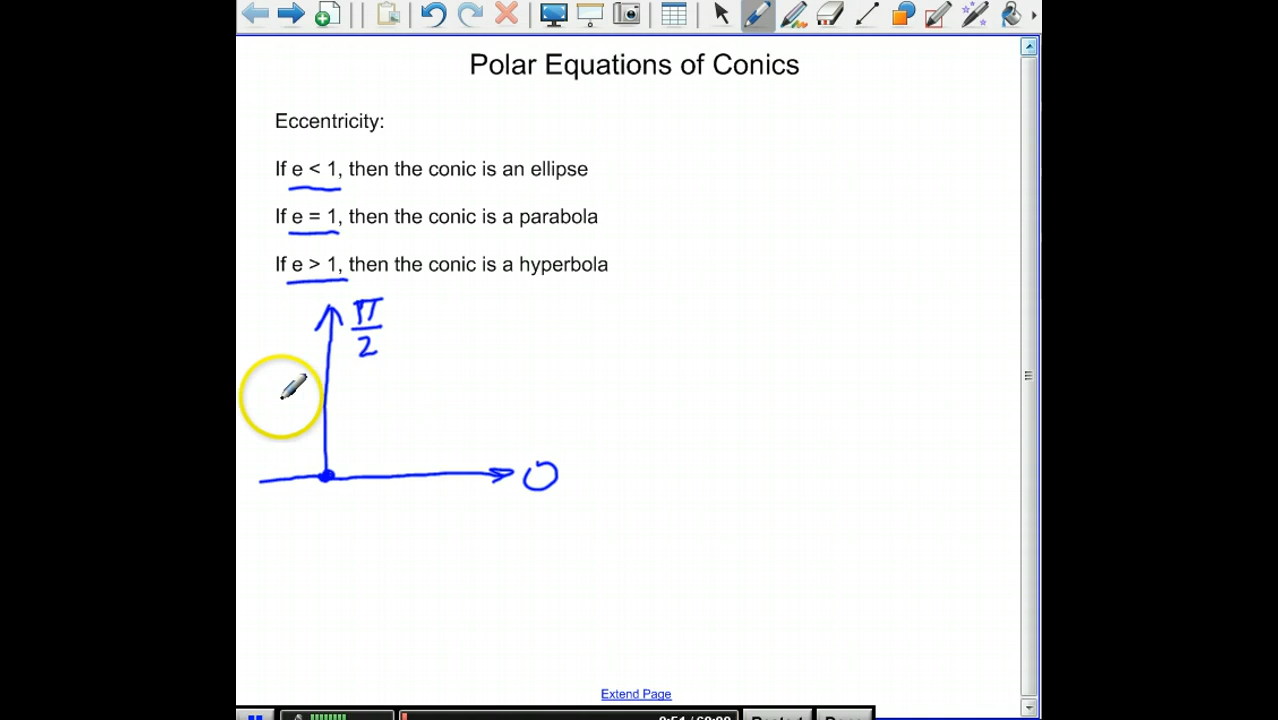 Polar Equations of Conics
Eccentricity:
If e < 1, then the conic is an ellipse
If e = 1, then the conic is a parabola
If e > 1, then the conic is a hyperbola
π
2
0
Extend Page